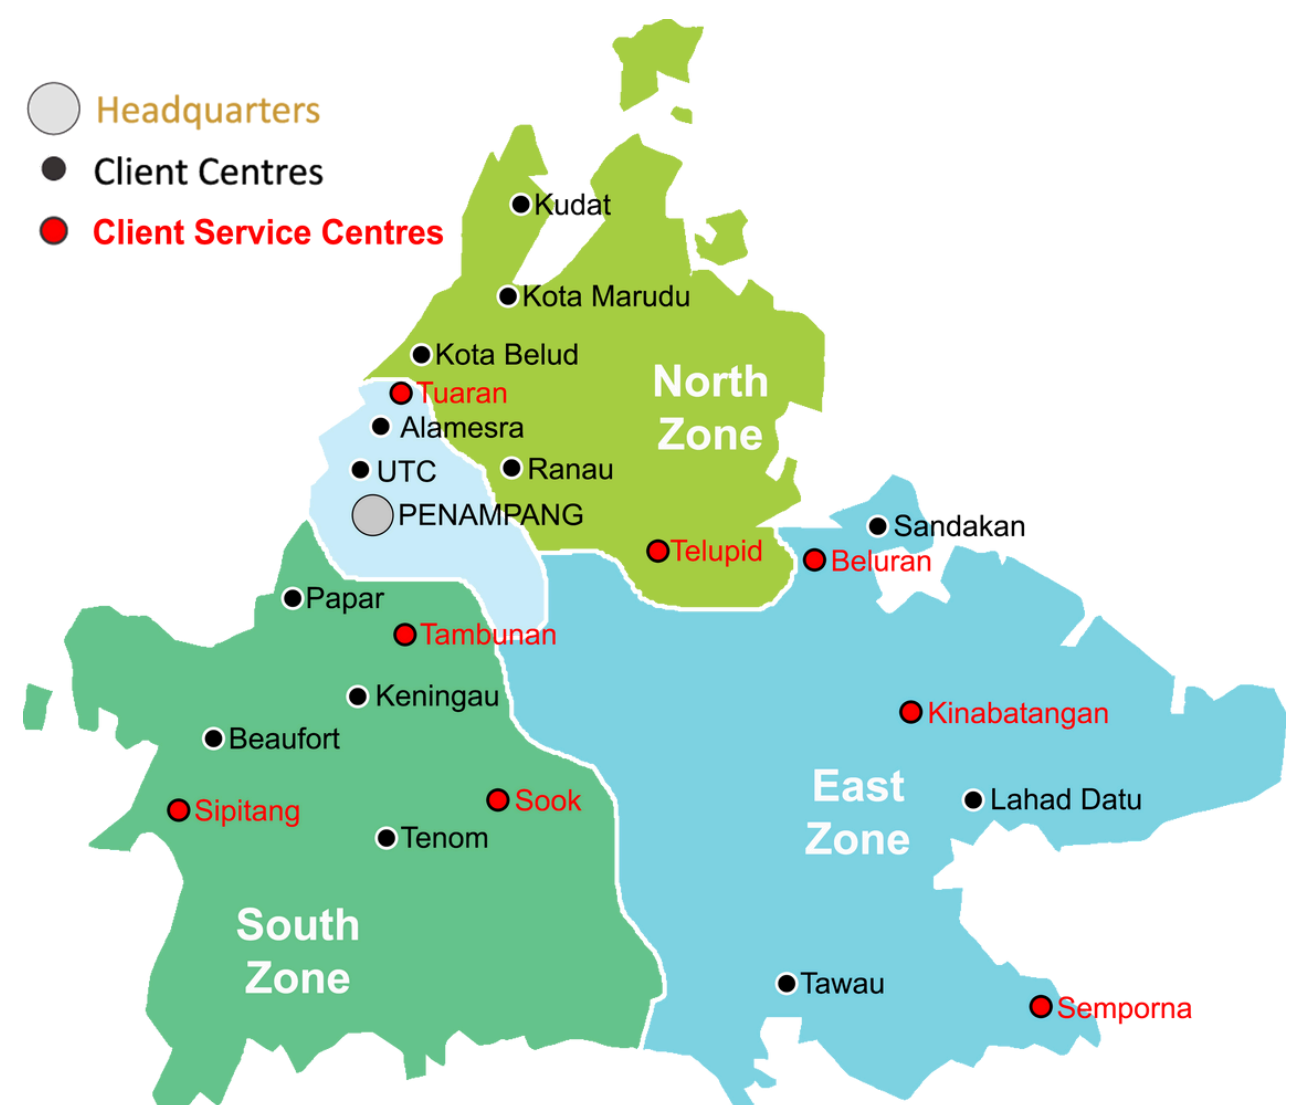 Headquarters
Client Centres
Client Service Centres
Kudat
Kota Marudu
Kota Belud
North
Zone
Tuaran
Alamesra
UTC
Ranau
PENAMPANG
Sandakan
Telupid
Beluran
Papar
Tambunan
Keningau
Kinabatangan
Beaufort
East
Zone
Sipitang
Sook
Lahad Datu
Tenom
South
Zone
Tawau
Semporna